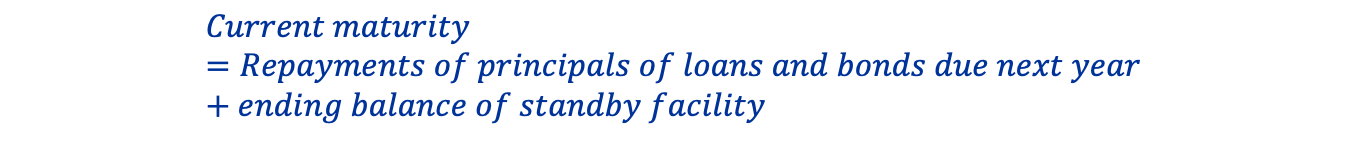 Current maturity
= Repayments of principals of loans and bonds due next year
+ ending balance of standby facility